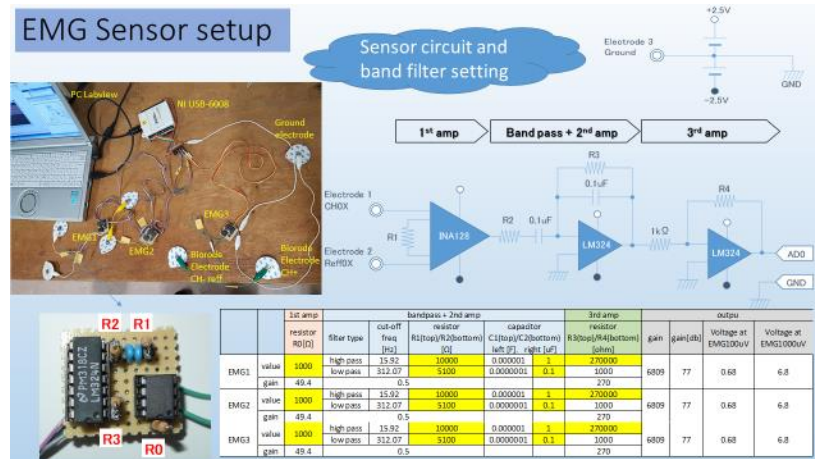 EMG Sensor setup
Sensor circuit and
band filter setting
+2.5V
Electrode 3
Ground
-2.5V
GND
PC Labview
NI USB-6008
Ground
electrode
EMG1
EMG2
EMG3
Biorode
Electrode
CH- reff
Biorode
Electrode
CH+
1st amp
Band pass + 2nd amp
3rd amp
Electrode 1
CH0X
R1
Electrode 2
Reff0X
INA128
R2
0.1uF
R3
0.1uF
LM324
1kΩ
R4
LM324
AD0
GND
R2 R1
PM318CZ
LM324N
R3
R0
1st amp bandpass + 2nd amp 3rd amp outpu
resistor R0[Ω] filter type cut-off freq [Hz] resistor R1(top)/R2(bottom) [Ω] capacitor C1(top)/C2(bottom) left [F]. right [uF] resistor R3(top)/R4(bottom) [ohm] gain gain[db] Voltage at EMG100uV Voltage at EMG1000uV
EMG1 value 1000 high pass 15.92 10000 0.000001 1 270000 6809 77 0.68 6.8
low pass 312.07 5100 0.0000001 0.1 1000
gain 49.4 0.5 270
EMG2 value 1000 high pass 15.92 10000 0.000001 1 270000 6809 77 0.68 6.8
low pass 312.07 5100 0.0000001 0.1 1000
gain 49.4 0.5 270
EMG3 value 1000 high pass 15.92 10000 0.000001 1 270000 6809 77 0.68 6.8
low pass 312.07 5100 0.0000001 0.1 1000
gain 49.4 0.5 270